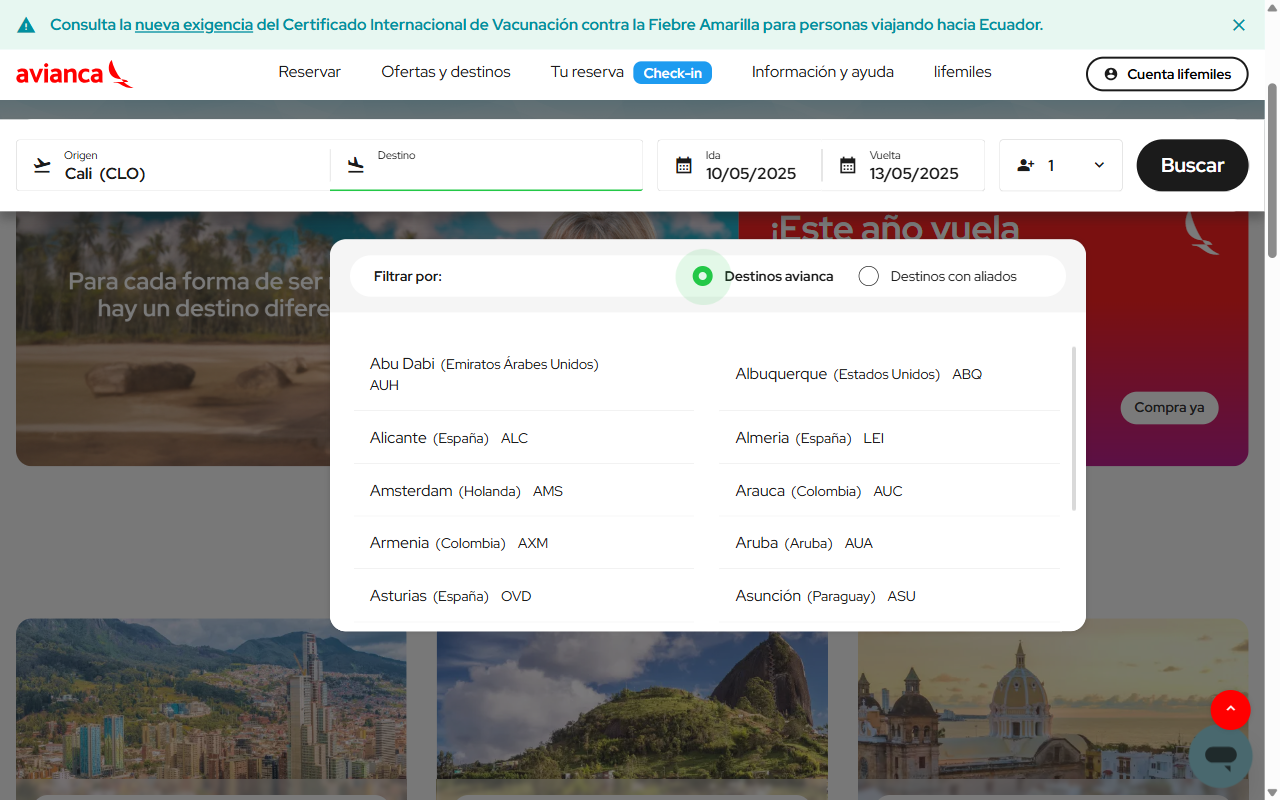 Consulta la nueva exigencia del Certificado Internacional de Vacunación contra la Fiebre Amarilla para personas viajando hacia Ecuador.
avianca
Reservar
Ofertas y destinos
Tu reserva
Check-in
Información y ayuda
lifemiles
Cuenta lifemiles
Origen
Cali (CLO)
Destino
Ida
10/05/2025
Vuelta
13/05/2025
1
Buscar
Para cada forma de ser
hay un destino difere
¡Este año vuela
Compra ya
Filtrar por:
Destinos avianca
Destinos con aliados
Abu Dabi (Emiratos Árabes Unidos)
AUH
Albuquerque (Estados Unidos) ABQ
Alicante (España) ALC
Almeria (España) LEI
Amsterdam (Holanda) AMS
Arauca (Colombia) AUC
Armenia (Colombia) AXM
Aruba (Aruba) AUA
Asturias (España) OVD
Asunción (Paraguay) ASU